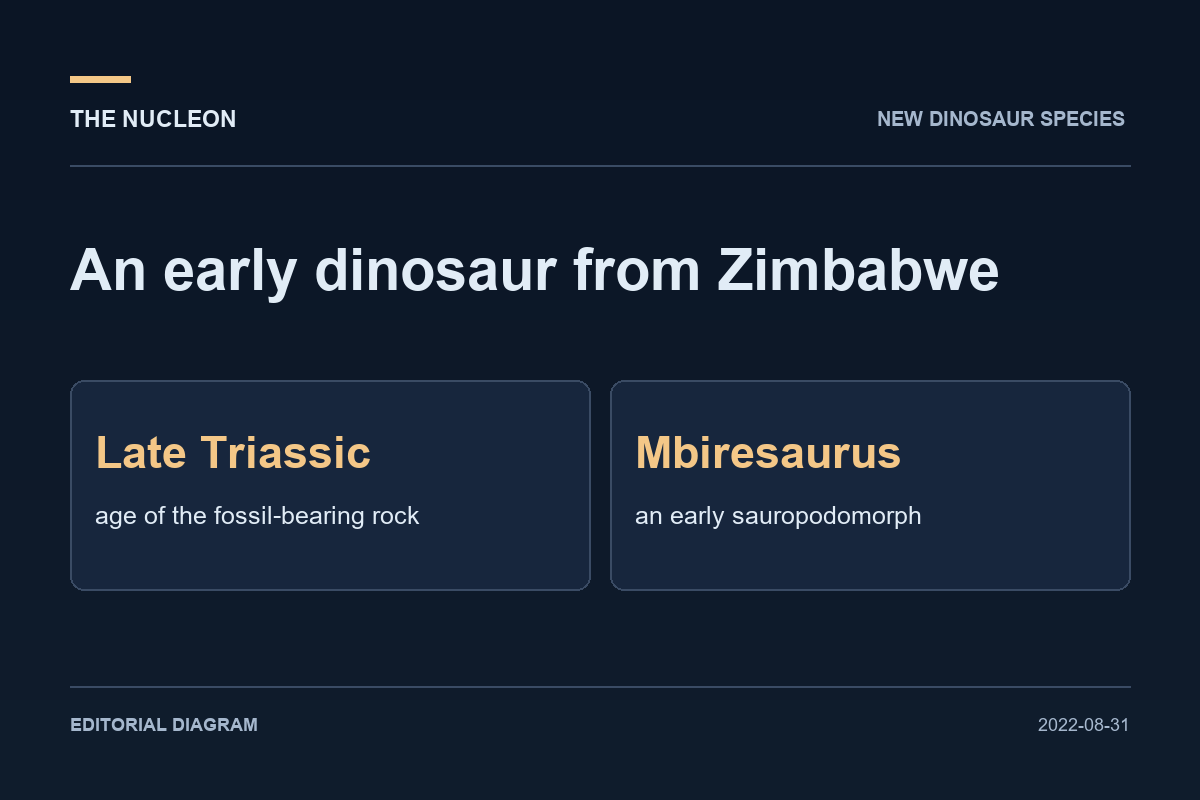 THE NUCLEON
NEW DINOSAUR SPECIES
An early dinosaur from Zimbabwe
Late Triassic
age of the fossil-bearing rock
Mbiresaurus
an early sauropodomorph
EDITORIAL DIAGRAM
2022-08-31